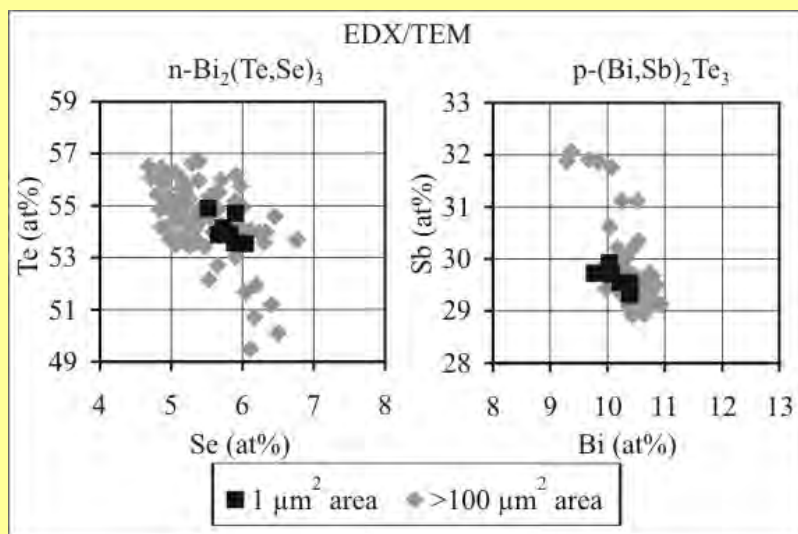 EDX/TEM
n-Bi₂(Te,Se)₃
59
57
55
53
51
49
Te (at%)
4 5 6 7 8
Se (at%)
p-(Bi,Sb)₂Te₃
33
32
31
30
29
28
Sb (at%)
8 9 10 11 12 13
Bi (at%)
1 µm² area >100 µm² area